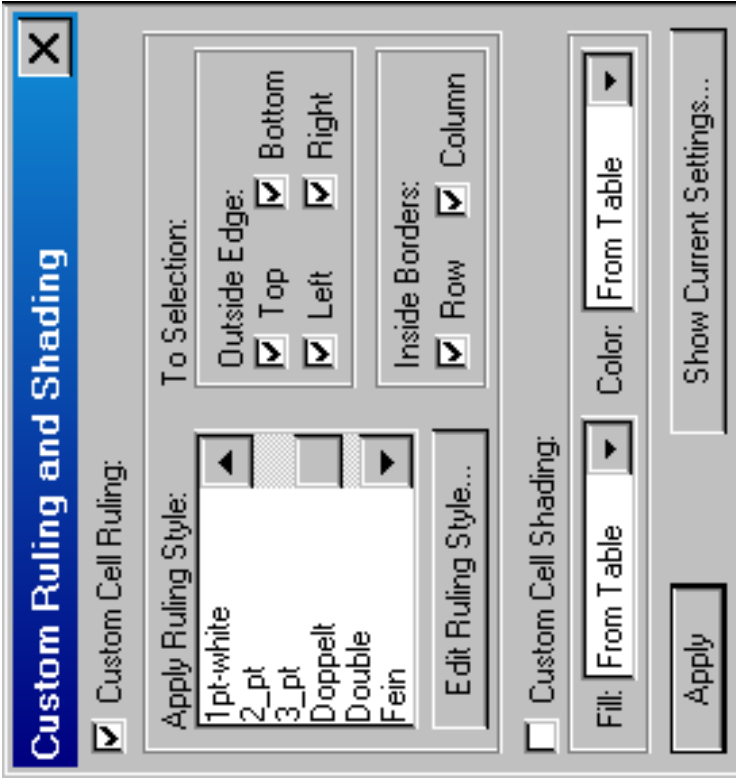 Custom Ruling and Shading
Custom Cell Ruling:
Apply Ruling Style:
1pt-white
2_pt
3_pt
Doppelt
Double
Fein
Edit Ruling Style...
To Selection:
Outside Edge:
Top Bottom
Left Right
Inside Borders:
Row Column
Custom Cell Shading:
Fill: From Table Color: From Table
Apply Show Current Settings...